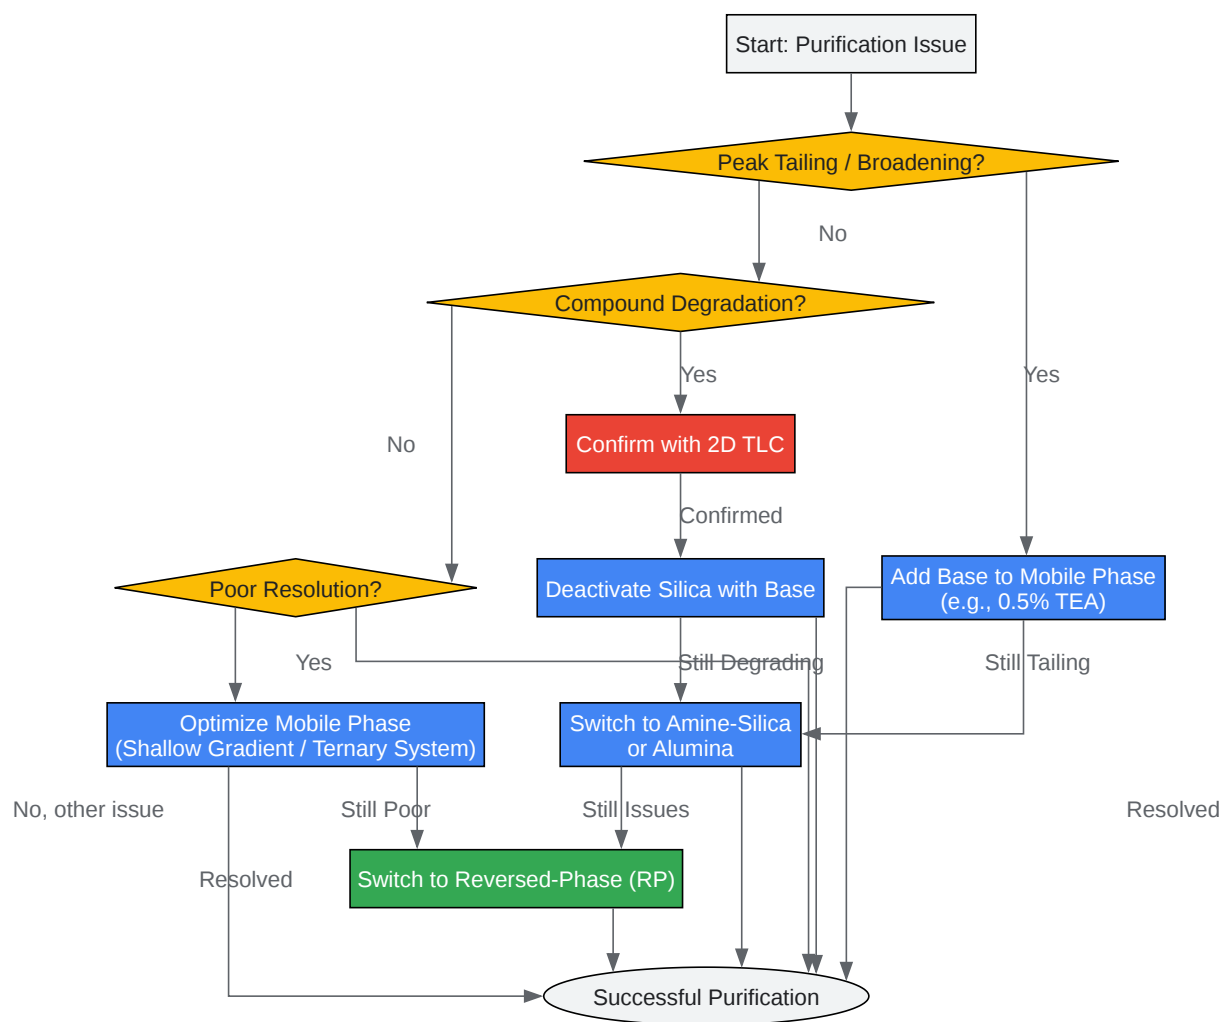 Start: Purification Issue
Peak Tailing / Broadening?
No
Compound Degradation?
Yes
Yes
No
Confirm with 2D TLC
Confirmed
Poor Resolution?
Deactivate Silica with Base
Add Base to Mobile Phase
(e.g., 0.5% TEA)
Yes
Still Degrading
Still Tailing
Optimize Mobile Phase
(Shallow Gradient / Ternary System)
Switch to Amine-Silica
or Alumina
No, other issue
Still Poor
Still Issues
Resolved
Resolved
Switch to Reversed-Phase (RP)
Successful Purification